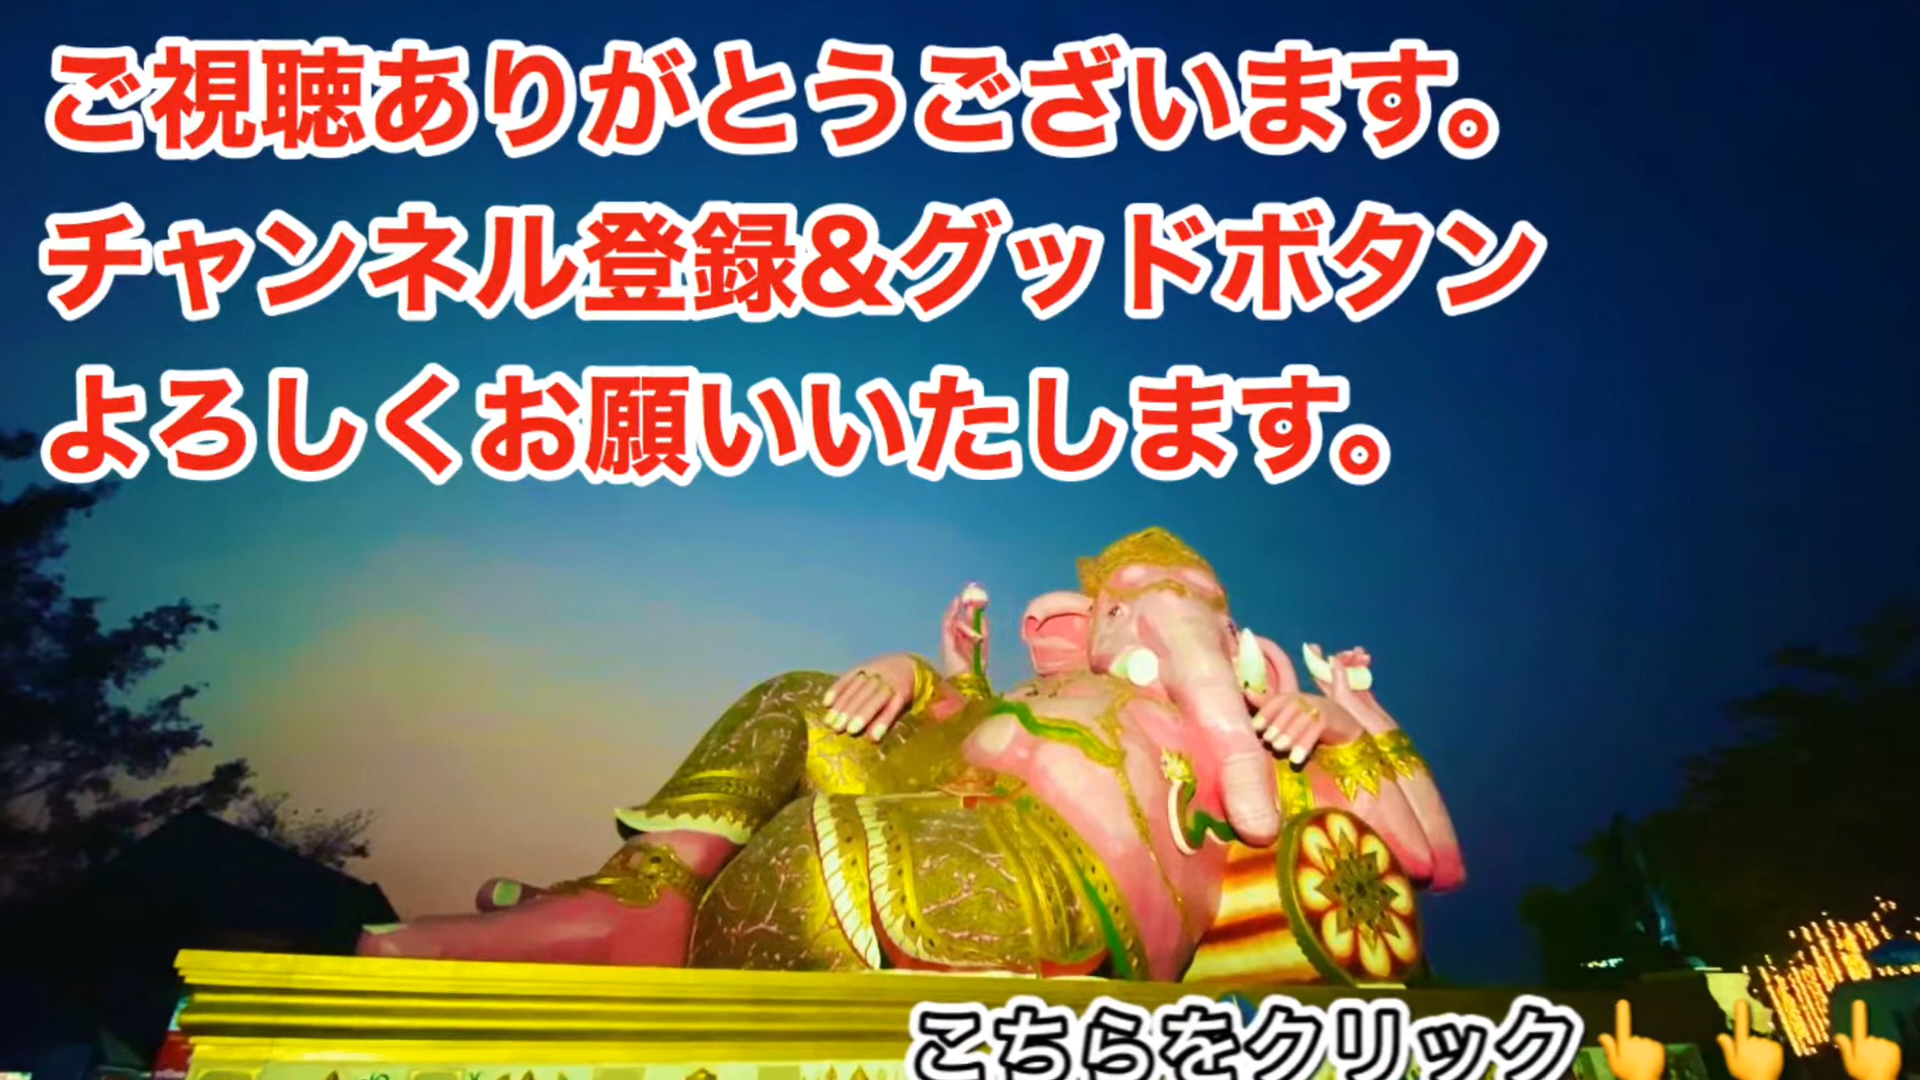 ご視聴ありがとうございます。
チャンネル登録&グッドボタン
よろしくお願いいたします。
こちらをクリック👆👆👆